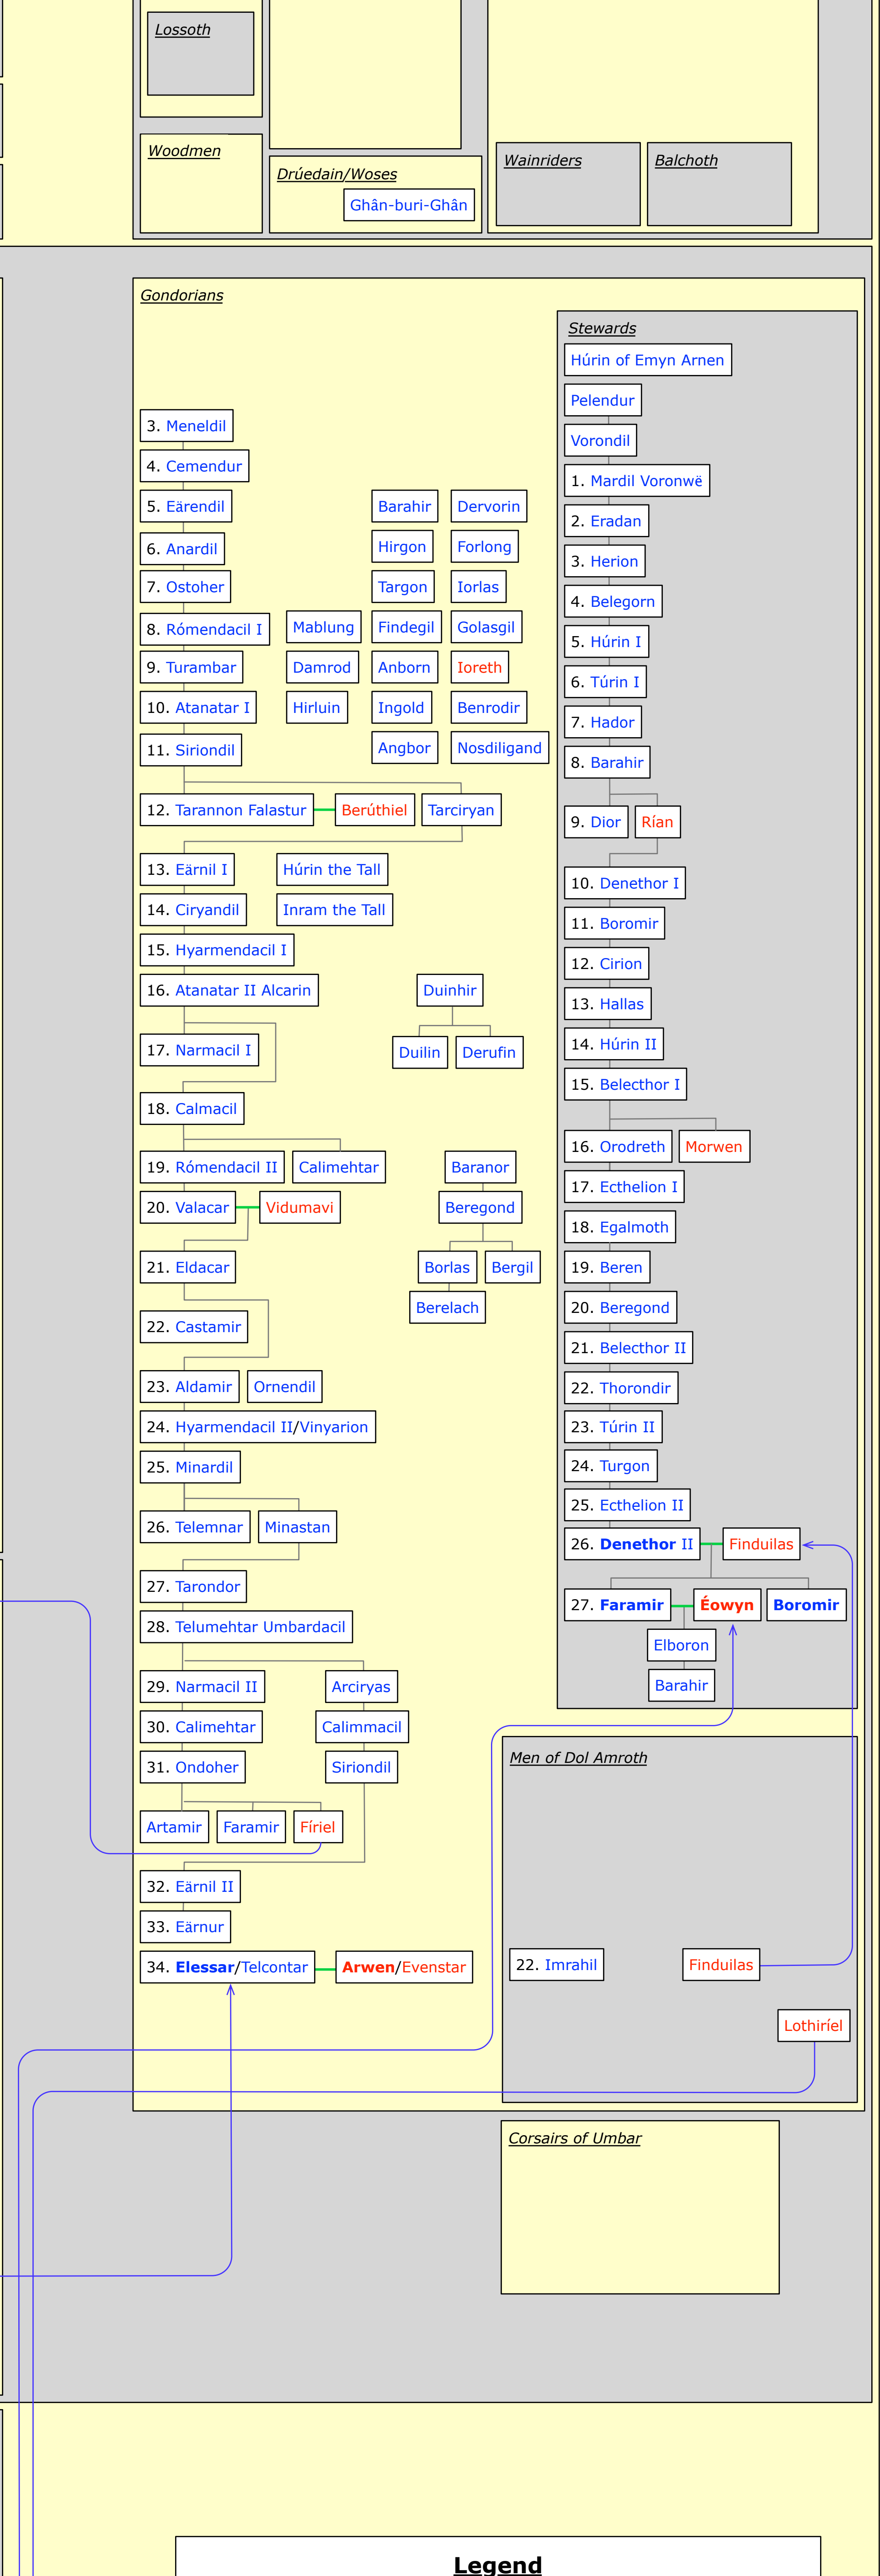 Lossoth
Woodmen
Drúedain/Woses
Ghân-buri-Ghân
Wainriders
Balchoth
Gondorians
3. Meneldil
4. Cemendur
5. Eärendil
6. Anardil
7. Ostoher
8. Rómendacil I
9. Turambar
10. Atanatar I
11. Siriondil
Mablung
Damrod
Hirluin
Barahir
Dervorin
Hirgon
Forlong
Targon
Iorlas
Findegil
Golasgil
Anborn
Ioreth
Ingold
Benrodir
Angbor
Nosdiligand
12. Tarannon Falastur
Berúthiel
Tarciryan
13. Eärnil I
Húrin the Tall
14. Ciryandil
Inram the Tall
15. Hyarmendacil I
16. Atanatar II Alcarin
17. Narmacil I
Duinhir
Duilin
Derufin
18. Calmacil
19. Rómendacil II
Calimehtar
20. Valacar
Vidumavi
Baranor
Beregond
21. Eldacar
Borlas
Bergil
Berelach
22. Castamir
23. Aldamir
Ornendil
24. Hyarmendacil II/Vinyarion
25. Minardil
26. Telemnar
Minastan
27. Tarondor
28. Telumehtar Umbardacil
29. Narmacil II
Arciryas
30. Calimehtar
Calimmacil
31. Ondoher
Siriondil
Artamir
Faramir
Fíriel
32. Eärnil II
33. Eärnur
34. Elessar/Telcontar
Arwen/Evenstar
Stewards
Húrin of Emyn Arnen
Pelendur
Vorondil
1. Mardil Voronwë
2. Eradan
3. Herion
4. Belegorn
5. Húrin I
6. Túrin I
7. Hador
8. Barahir
9. Dior
Rían
10. Denethor I
11. Boromir
12. Cirion
13. Hallas
14. Húrin II
15. Belecthor I
16. Orodreth
Morwen
17. Ecthelion I
18. Egalmoth
19. Beren
20. Beregond
21. Belecthor II
22. Thorondir
23. Túrin II
24. Turgon
25. Ecthelion II
26. Denethor II
Finduilas
27. Faramir
Éowyn
Boromir
Elboron
Barahir
Men of Dol Amroth
22. Imrahil
Finduilas
Lothiríel
Corsairs of Umbar
Legend